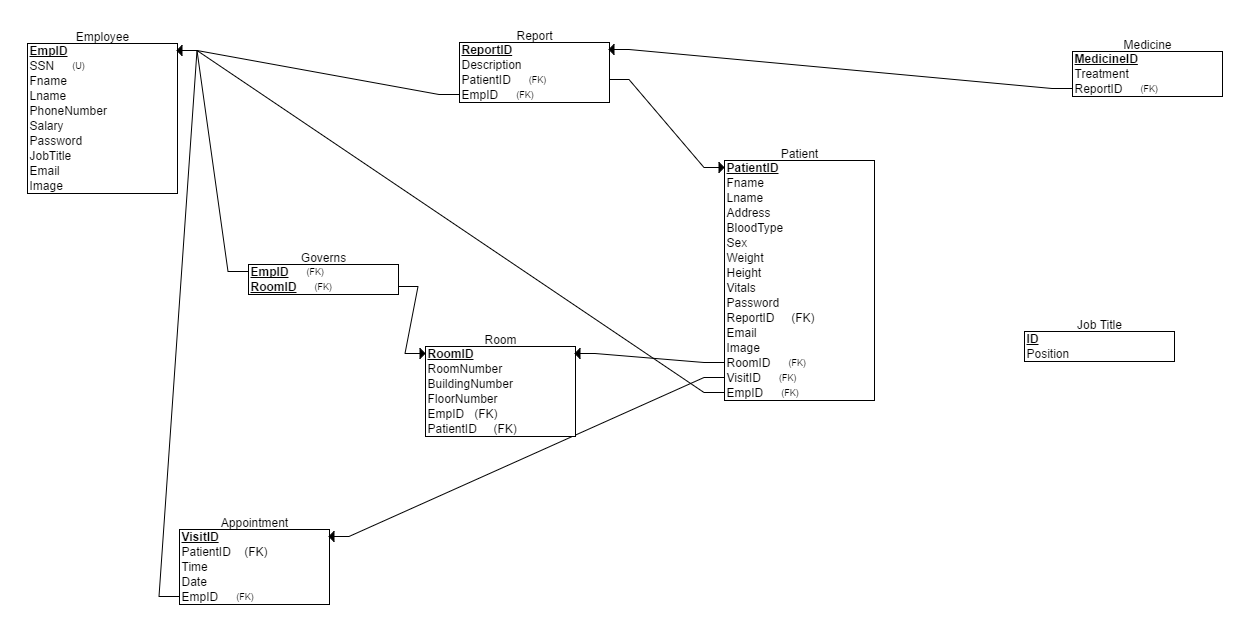 Employee
EmpID
SSN (U)
Fname
Lname
PhoneNumber
Salary
Password
JobTitle
Email
Image
Report
ReportID
Description
PatientID (FK)
EmpID (FK)
Medicine
MedicineID
Treatment
ReportID (FK)
Patient
PatientID
Fname
Lname
Address
BloodType
Sex
Weight
Height
Vitals
Password
ReportID (FK)
Email
Image
RoomID (FK)
VisitID (FK)
EmpID (FK)
Governs
EmpID (FK)
RoomID (FK)
Room
RoomID
RoomNumber
BuildingNumber
FloorNumber
EmpID (FK)
PatientID (FK)
Job Title
ID
Position
Appointment
VisitID
PatientID (FK)
Time
Date
EmpID (FK)